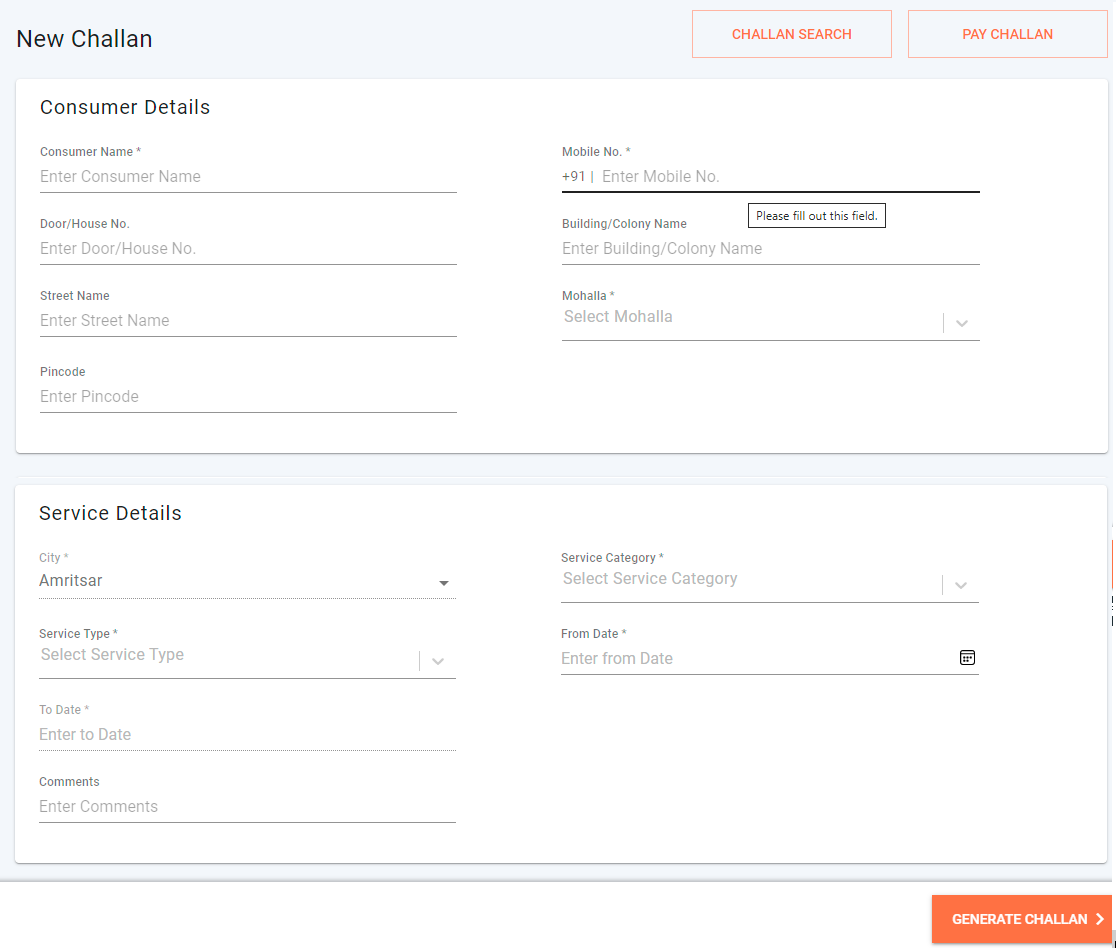 New Challan
CHALLAN SEARCH
PAY CHALLAN
Consumer Details
Consumer Name *
Enter Consumer Name
Mobile No. *
+91 | Enter Mobile No.
Please fill out this field.
Door/House No.
Enter Door/House No.
Building/Colony Name
Enter Building/Colony Name
Street Name
Enter Street Name
Mohalla *
Select Mohalla
Pincode
Enter Pincode
Service Details
City *
Amritsar
Service Category *
Select Service Category
Service Type *
Select Service Type
From Date *
Enter from Date
To Date *
Enter to Date
Comments
Enter Comments
GENERATE CHALLAN